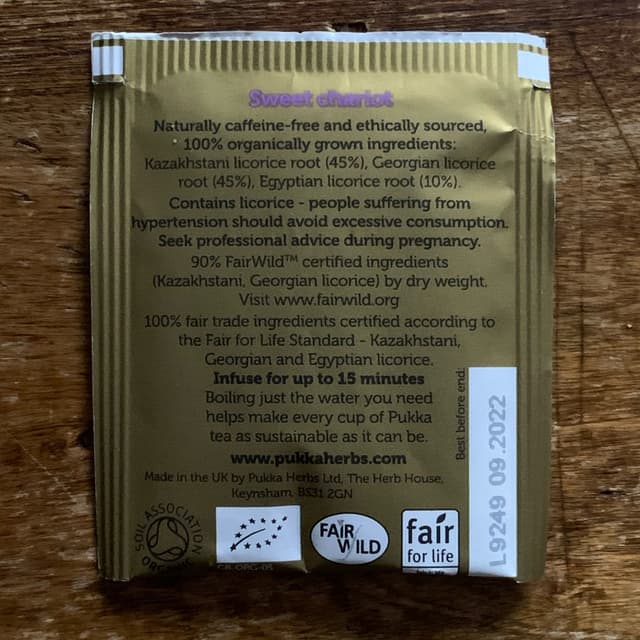 Sweet chariot
Naturally caffeine-free and ethically sourced,
100% organically grown ingredients:
Kazakhstani licorice root (45%), Georgian licorice
root (45%), Egyptian licorice root (10%).
Contains licorice - people suffering from
hypertension should avoid excessive consumption.
Seek professional advice during pregnancy.
90% FairWild™ certified ingredients
(Kazakhstani, Georgian licorice) by dry weight.
Visit www.fairwild.org
100% fair trade ingredients certified according to
the Fair for Life Standard - Kazakhstani,
Georgian and Egyptian licorice.
Infuse for up to 15 minutes
Boiling just the water you need
helps make every cup of Pukka
tea as sustainable as it can be.
www.pukkaherbs.com
Made in the UK by Pukka Herbs Ltd, The Herb House,
Keynsham, BS31 2GN
Best before end:
L9249 09.2022
SOIL ASSOCIATION
GB-ORG-05
FAIR
WILD
fair
for life